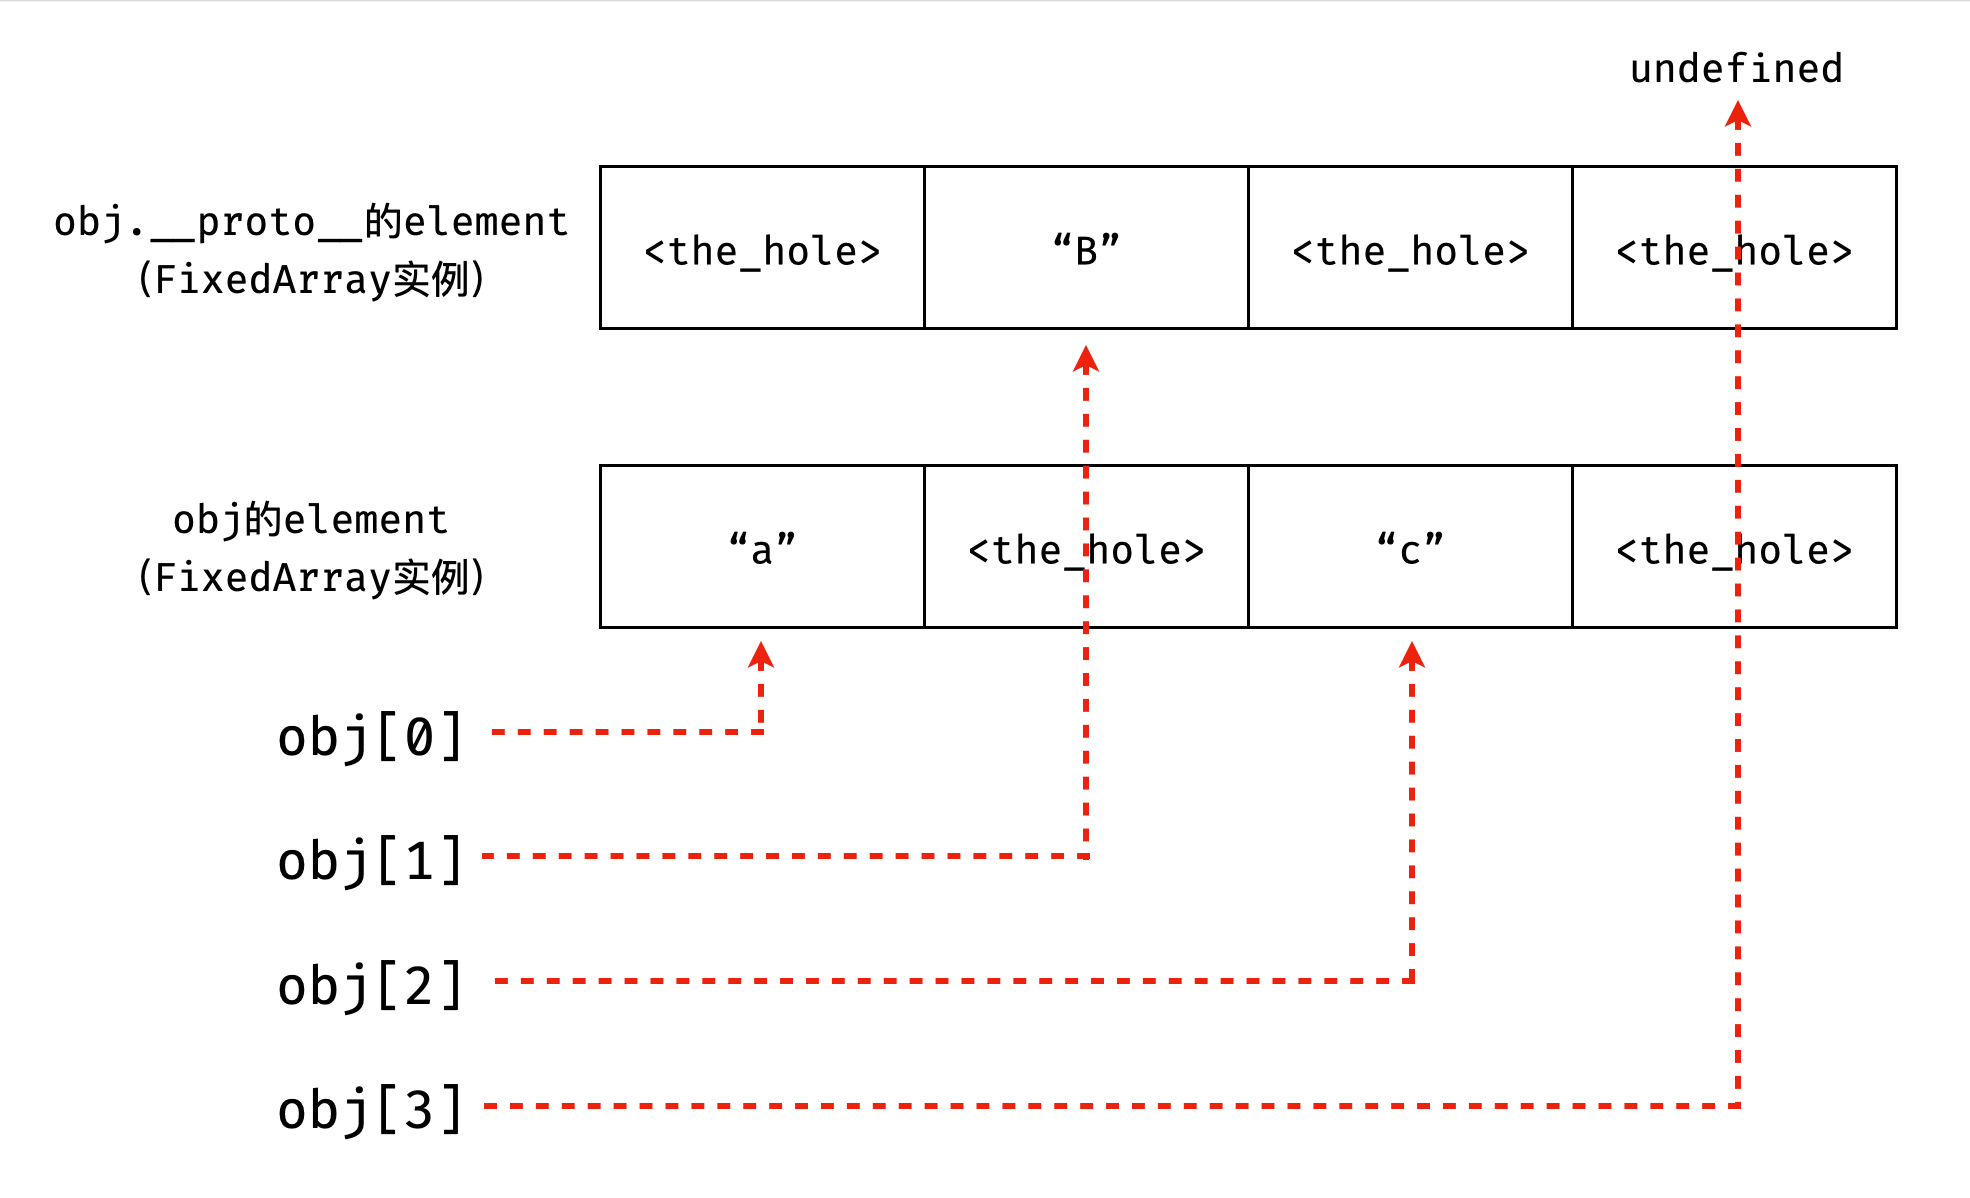 undefined
obj.__proto__的element
(FixedArray实例)
<the_hole>
“B”
<the_hole>
<the_hole>
obj的element
(FixedArray实例)
“a”
<the_hole>
“c”
<the_hole>
obj[0]
obj[1]
obj[2]
obj[3]